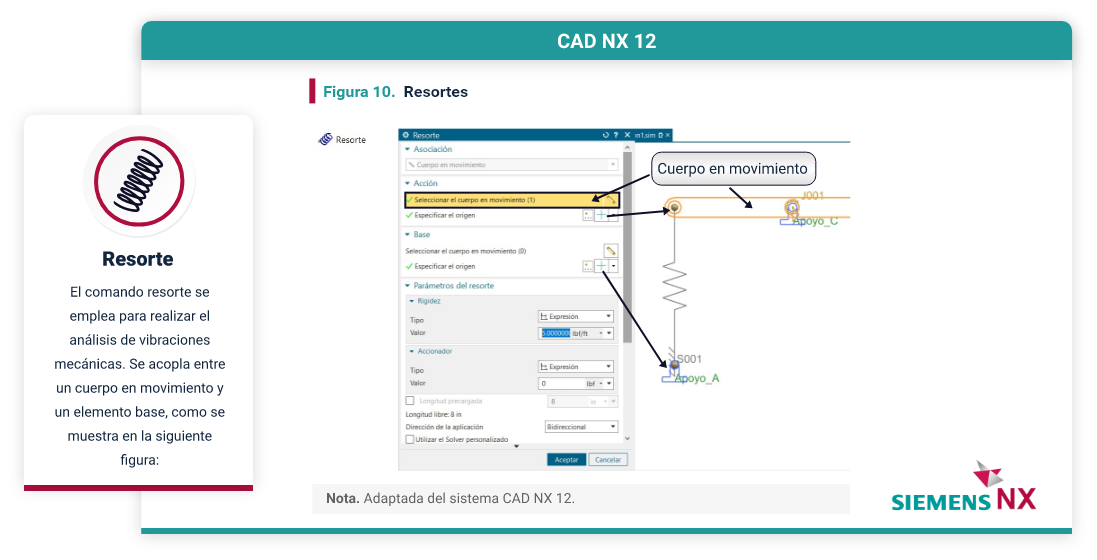 CAD NX 12
Figura 10. Resortes
Resorte
El comando resorte se
emplea para realizar el
análisis de vibraciones
mecánicas. Se acopla entre
un cuerpo en movimiento y
un elemento base, como se
muestra en la siguiente
figura:
Resorte
Resorte
m1.sim
Asociación
Cuerpo en movimiento
Acción
Seleccionar el cuerpo en movimiento (1)
Especificar el origen
Base
Seleccionar el cuerpo en movimiento (0)
Especificar el origen
Parámetros del resorte
Rigidez
Tipo
Expresión
Valor
5.0000000 lbf/ft
Accionador
Tipo
Expresión
Valor
0 lbf
Longitud precargada
8 in
Longitud libre: 8 in
Dirección de la aplicación
Bidireccional
Utilizar el Solver personalizado
Aceptar
Cancelar
Cuerpo en movimiento
J001
Apoyo_C
S001
Apoyo_A
Nota. Adaptada del sistema CAD NX 12.
SIEMENS NX